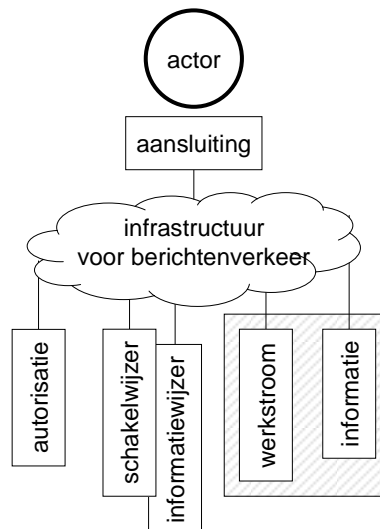 actor
aansluiting
infrastructuur
voor berichtenverkeer
autorisatie
schakelwijzer
informatiewijzer
werkstroom
informatie